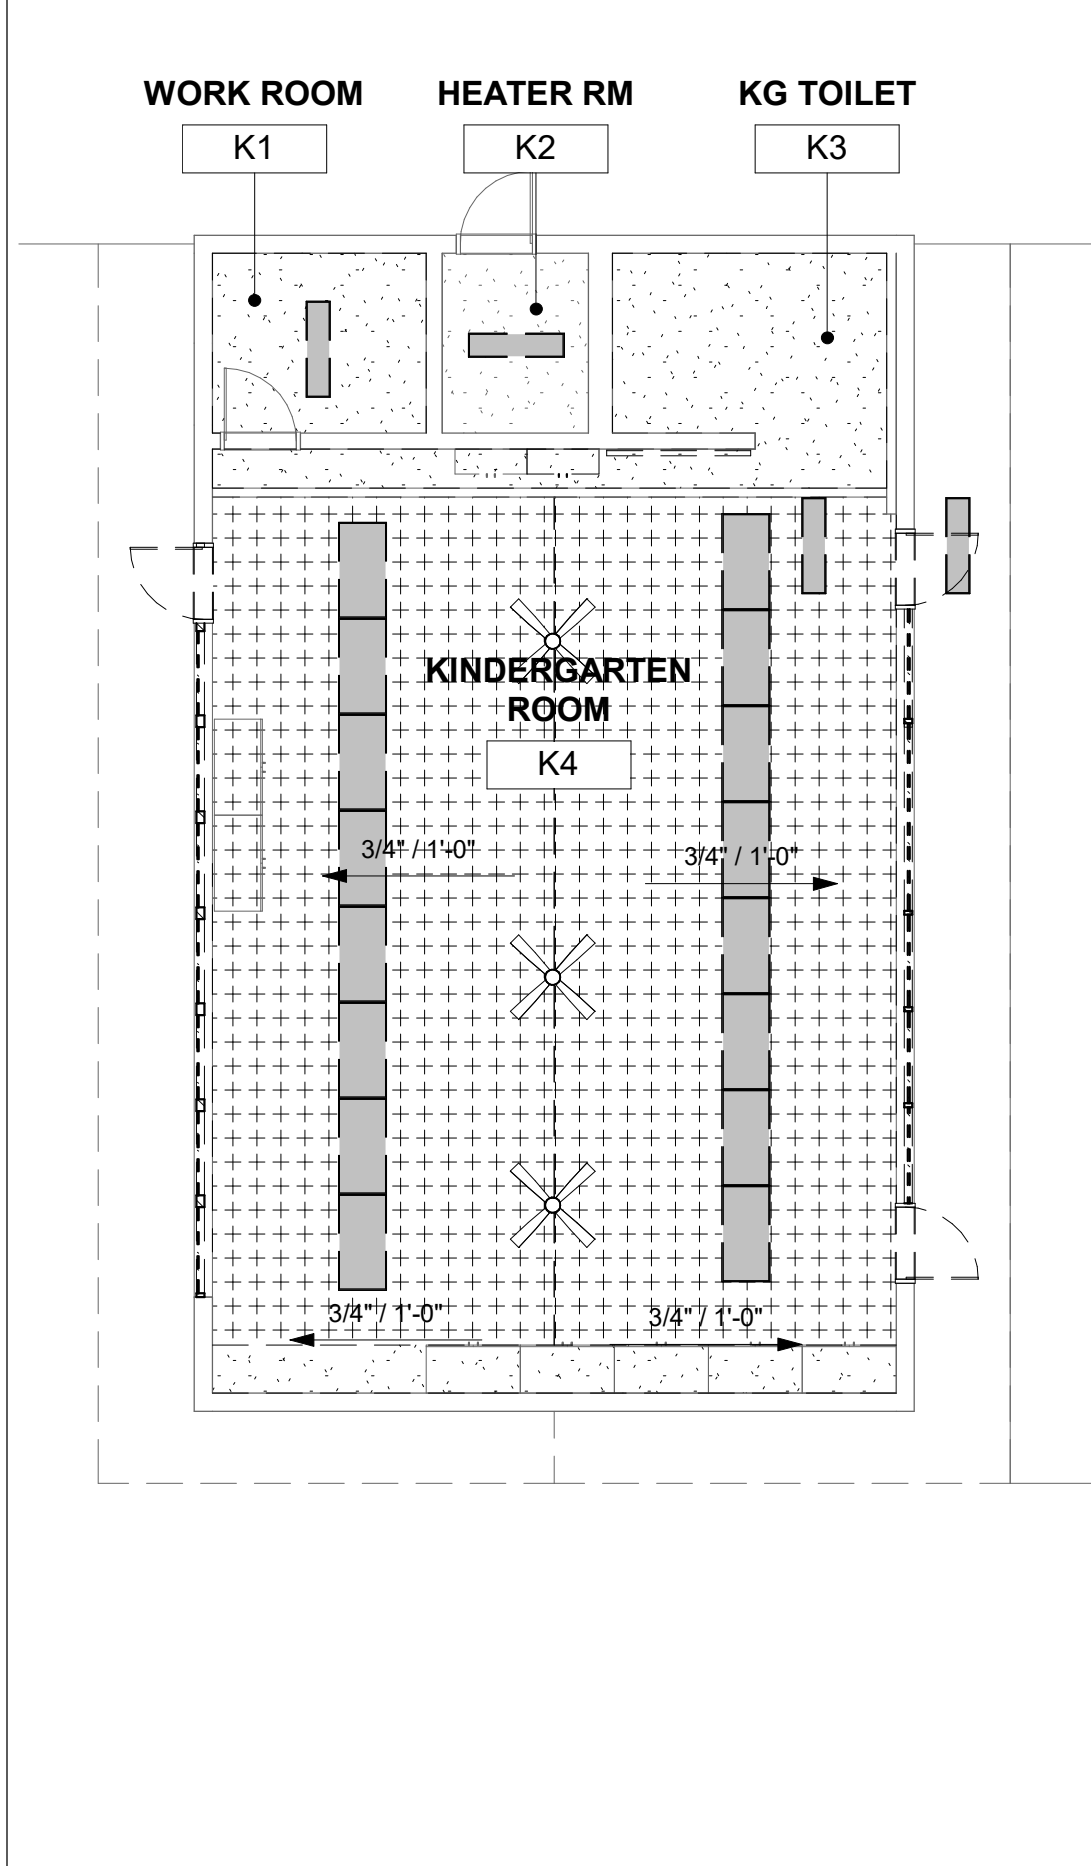 WORK ROOM
K1
HEATER RM
K2
KG TOILET
K3
KINDERGARTEN
ROOM
K4
3/4" / 1'-0"
3/4" / 1'-0"
3/4" / 1'-0"
3/4" / 1'-0"